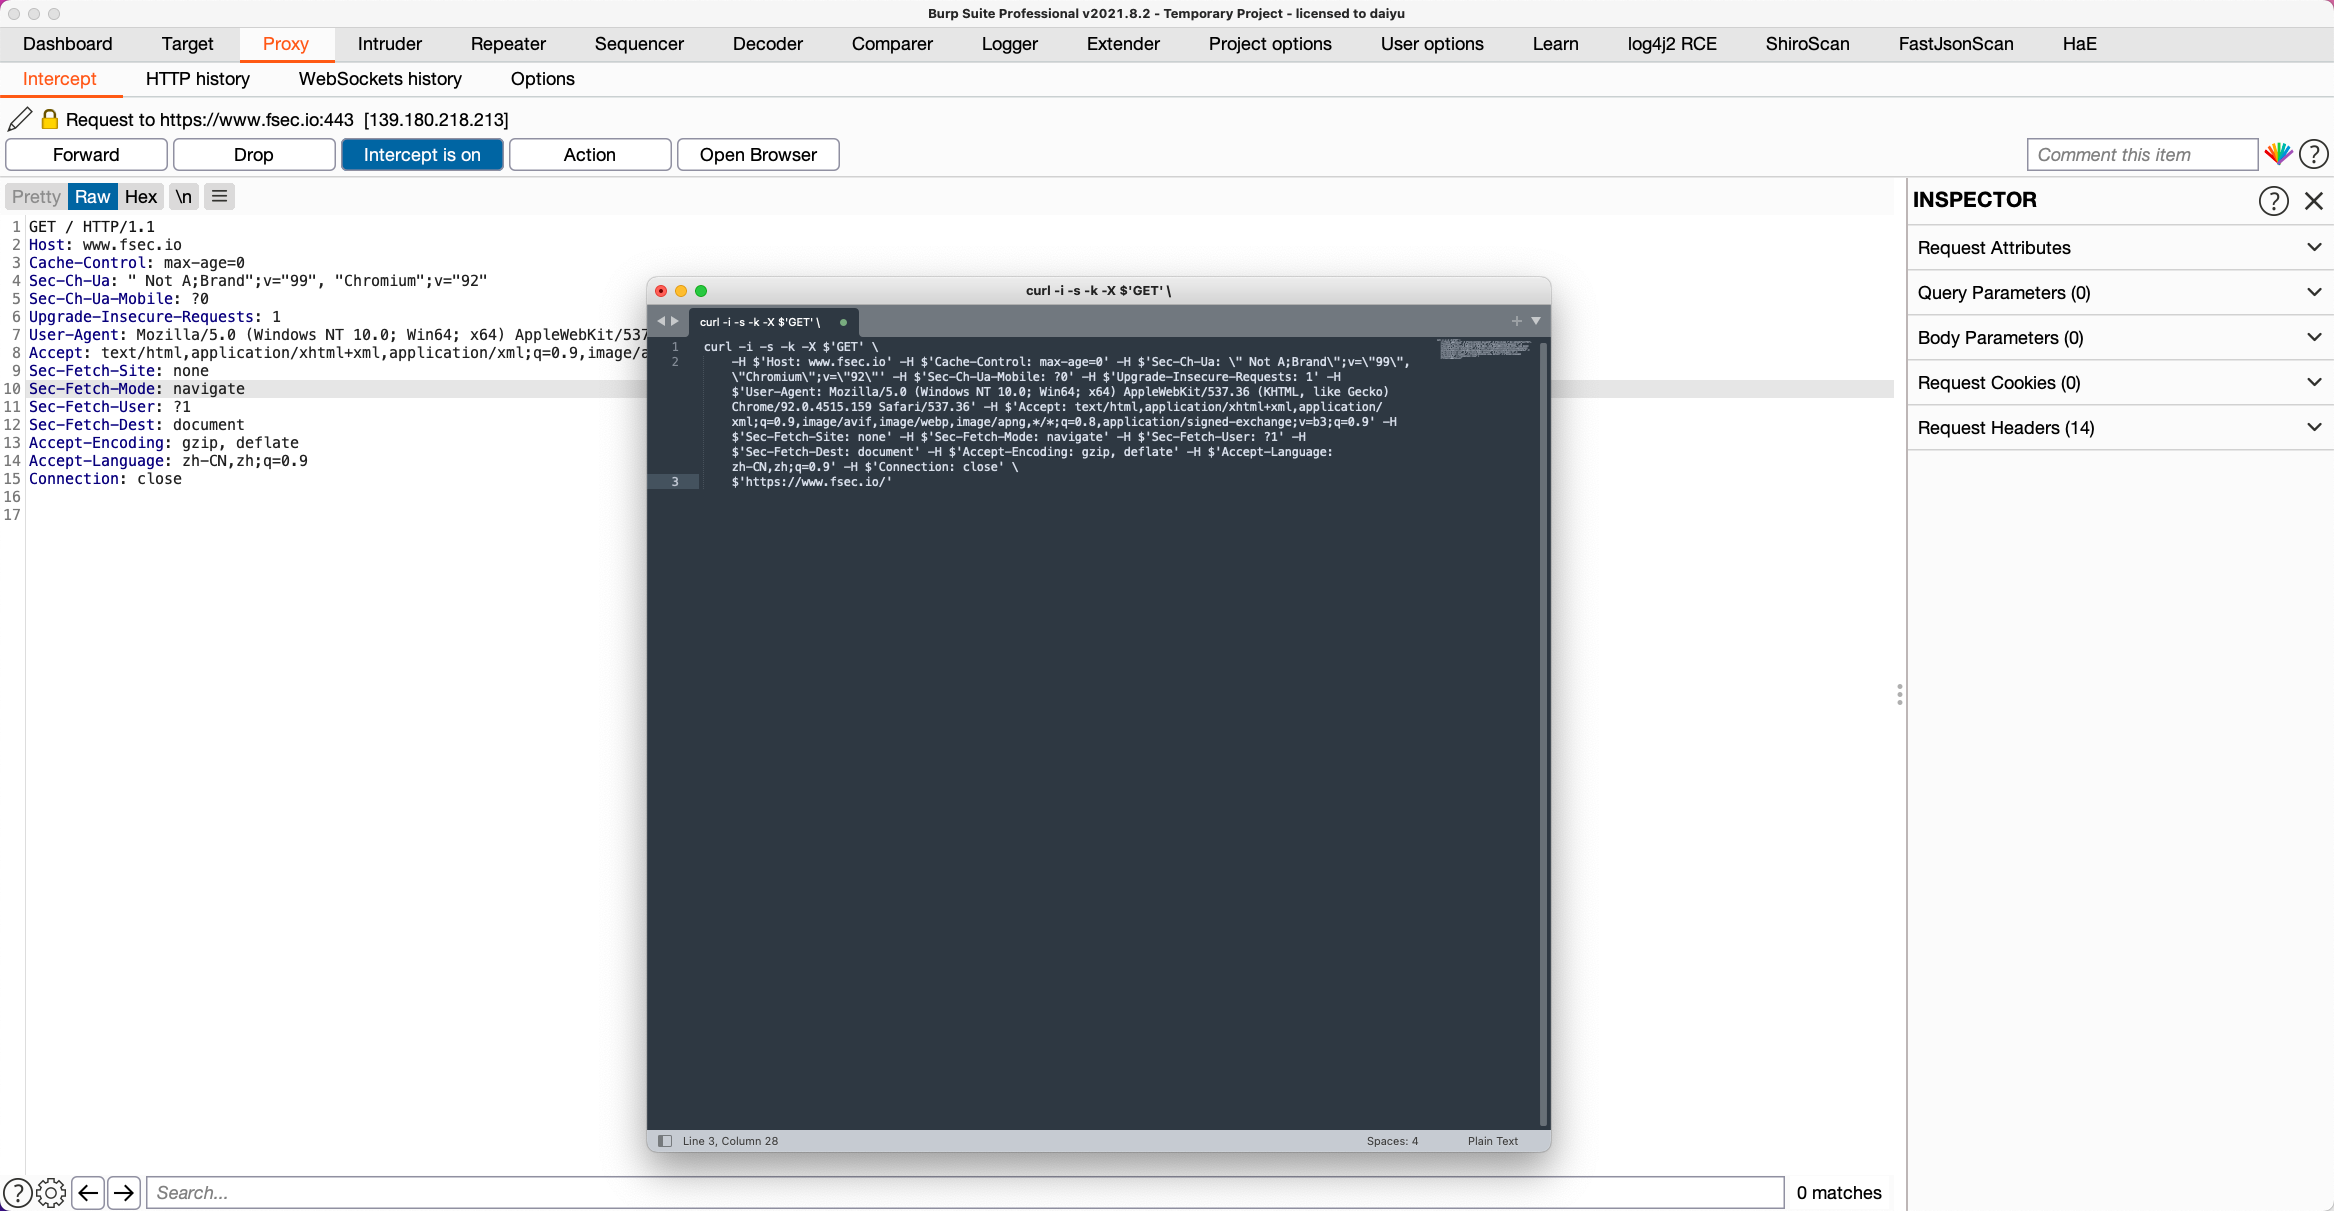 Burp Suite Professional v2021.8.2 - Temporary Project - licensed to daiyu
Dashboard Target Proxy Intruder Repeater Sequencer Decoder Comparer Logger Extender Project options User options Learn log4j2 RCE ShiroScan FastJsonScan HaE
Intercept HTTP history WebSockets history Options
Request to https://www.fsec.io:443 [139.180.218.213]
Forward Drop Intercept is on Action Open Browser Comment this item ?
Pretty Raw Hex \n
1 GET / HTTP/1.1
2 Host: www.fsec.io
3 Cache-Control: max-age=0
4 Sec-Ch-Ua: " Not A;Brand";v="99", "Chromium";v="92"
5 Sec-Ch-Ua-Mobile: ?0
6 Upgrade-Insecure-Requests: 1
7 User-Agent: Mozilla/5.0 (Windows NT 10.0; Win64; x64) AppleWebKit/537
8 Accept: text/html,application/xhtml+xml,application/xml;q=0.9,image/a
9 Sec-Fetch-Site: none
10 Sec-Fetch-Mode: navigate
11 Sec-Fetch-User: ?1
12 Sec-Fetch-Dest: document
13 Accept-Encoding: gzip, deflate
14 Accept-Language: zh-CN,zh;q=0.9
15 Connection: close
16
17
curl -i -s -k -X $'GET' \
curl -i -s -k -X $'GET' \
1 curl -i -s -k -X $'GET' \
2 -H $'Host: www.fsec.io' -H $'Cache-Control: max-age=0' -H $'Sec-Ch-Ua: \" Not A;Brand\";v=\"99\",
\"Chromium\";v=\"92\"' -H $'Sec-Ch-Ua-Mobile: ?0' -H $'Upgrade-Insecure-Requests: 1' -H
$'User-Agent: Mozilla/5.0 (Windows NT 10.0; Win64; x64) AppleWebKit/537.36 (KHTML, like Gecko)
Chrome/92.0.4515.159 Safari/537.36' -H $'Accept: text/html,application/xhtml+xml,application/
xml;q=0.9,image/avif,image/webp,image/apng,*/*;q=0.8,application/signed-exchange;v=b3;q=0.9' -H
$'Sec-Fetch-Site: none' -H $'Sec-Fetch-Mode: navigate' -H $'Sec-Fetch-User: ?1' -H
$'Sec-Fetch-Dest: document' -H $'Accept-Encoding: gzip, deflate' -H $'Accept-Language:
zh-CN,zh;q=0.9' -H $'Connection: close' \
3 $'https://www.fsec.io/'
Line 3, Column 28 Spaces: 4 Plain Text
INSPECTOR ?
Request Attributes
Query Parameters (0)
Body Parameters (0)
Request Cookies (0)
Request Headers (14)
? Search... 0 matches